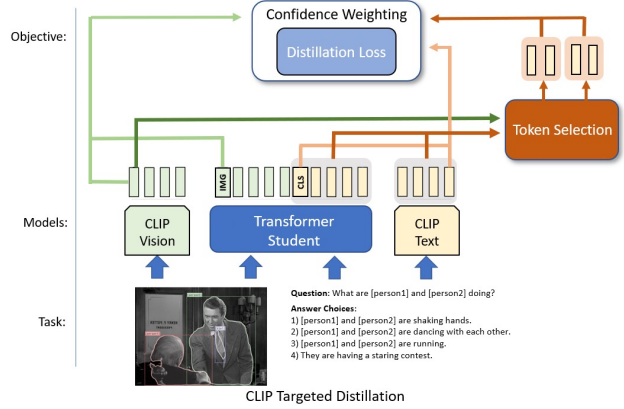 Objective:
Confidence Weighting
Distillation Loss
Token Selection
IMG
CLS
Models:
CLIP
Vision
Transformer
Student
CLIP
Text
Task:
Question: What are [person1] and [person2] doing?
Answer Choices:
1) [person1] and [person2] are shaking hands.
2) [person1] and [person2] are dancing with each other.
3) [person1] and [person2] are running.
4) They are having a staring contest.
CLIP Targeted Distillation